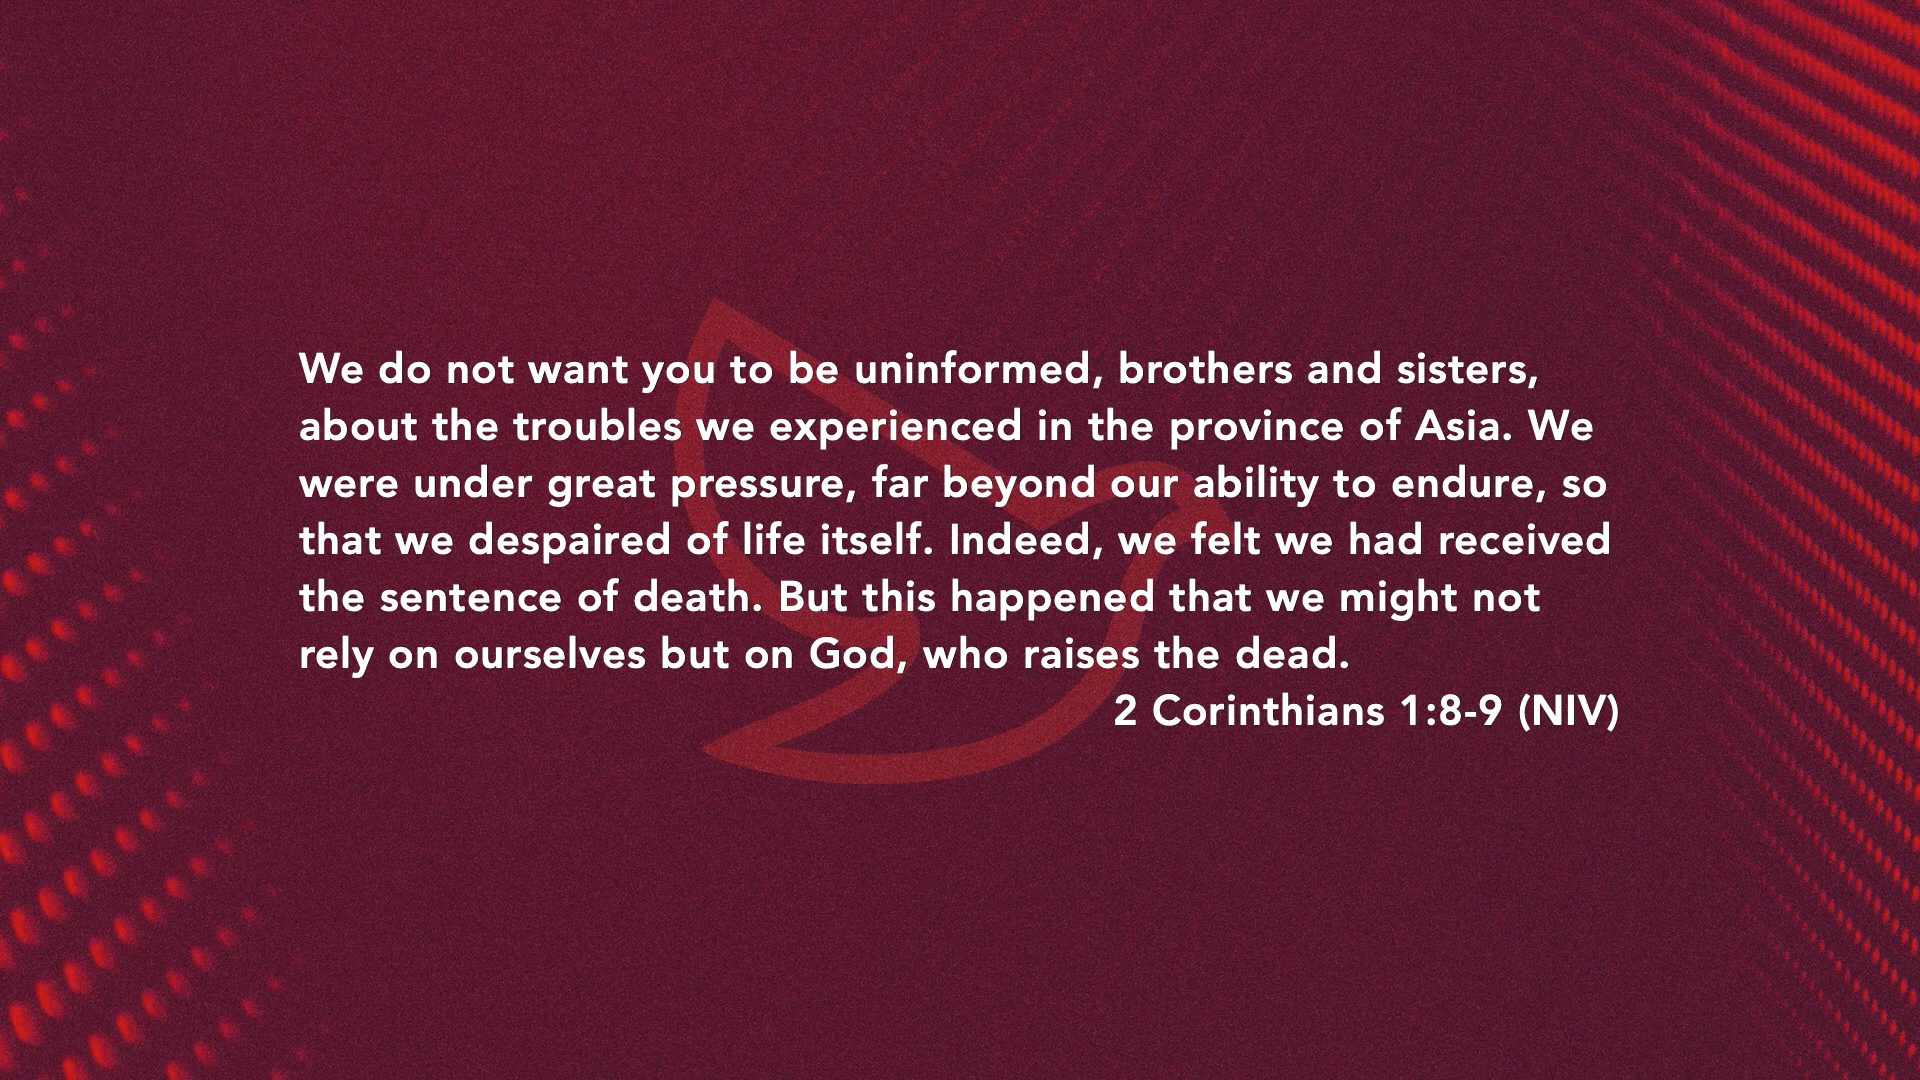 We do not want you to be uninformed, brothers and sisters,
about the troubles we experienced in the province of Asia. We
were under great pressure, far beyond our ability to endure, so
that we despaired of life itself. Indeed, we felt we had received
the sentence of death. But this happened that we might not
rely on ourselves but on God, who raises the dead.
2 Corinthians 1:8-9 (NIV)